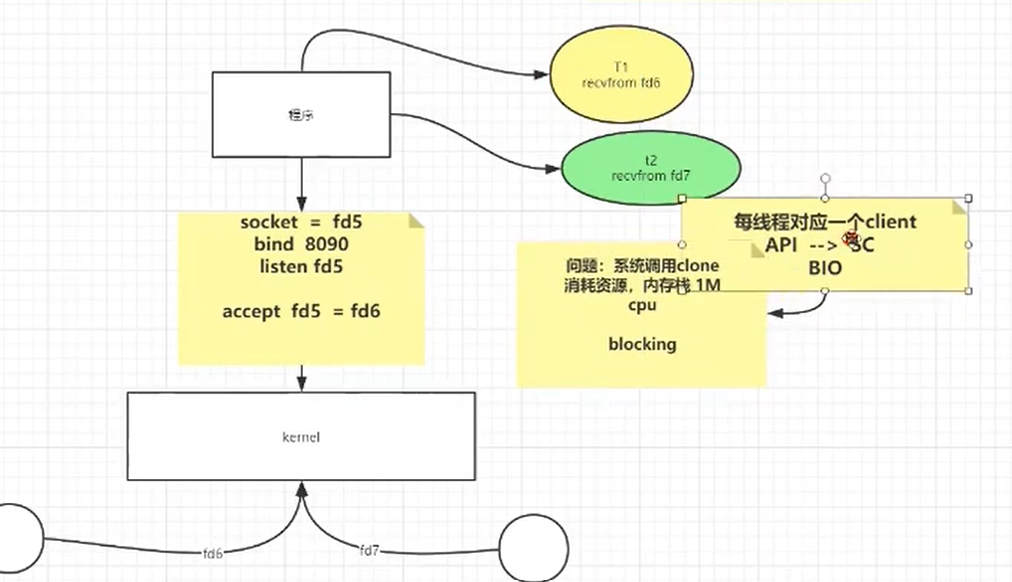 T1
recvfrom fd6
程序
t2
recvfrom fd7
socket = fd5
bind 8090
listen fd5
accept fd5 = fd6
每线程对应一个client
API --> SC
BIO
问题：系统调用clone
消耗资源，内存栈 1M
cpu
blocking
kernel
fd6
fd7